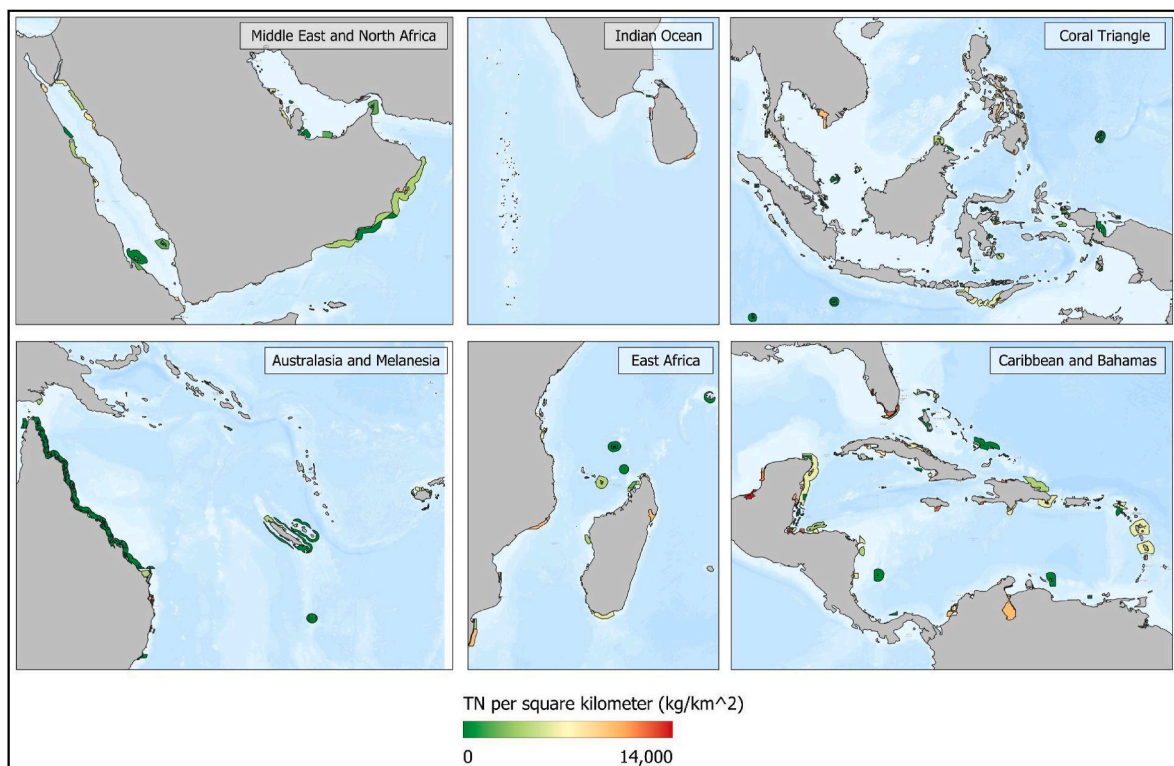 Middle East and North Africa
Indian Ocean
Coral Triangle
Australasia and Melanesia
East Africa
Caribbean and Bahamas
TN per square kilometer (kg/km^2)
0
14,000